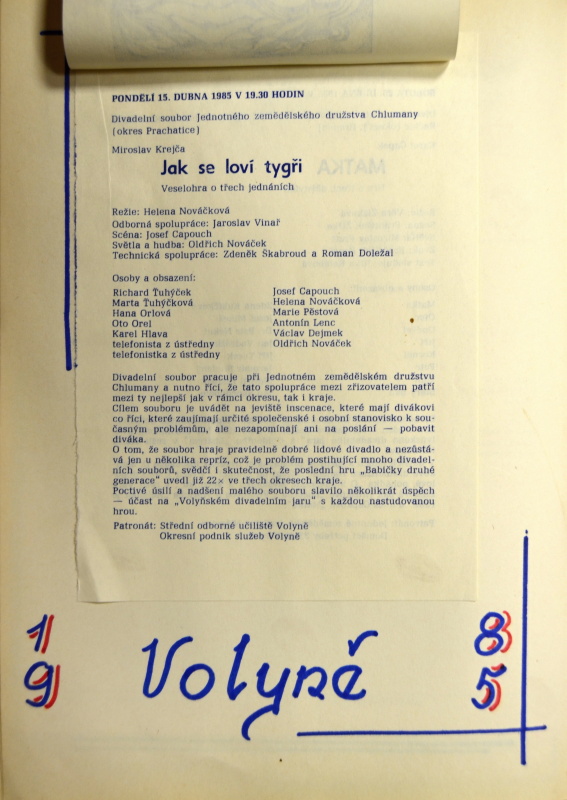 PONDĚLÍ 15. DUBNA 1985 V 19.30 HODIN
Divadelní soubor Jednotného zemědělského družstva Chlumany
(okres Prachatice)
Miroslav Krejča
Jak se loví tygři
Veselohra o třech jednáních
Režie: Helena Nováčková
Odborná spolupráce: Jaroslav Vinař
Scéna: Josef Capouch
Světla a hudba: Oldřich Nováček
Technická spolupráce: Zdeněk Škabroud a Roman Doležal
Osoby a obsazení:
Richard Ťuhýček Josef Capouch
Marta Ťuhýčková Helena Nováčková
Hana Orlová Marie Pěstová
Oto Orel Antonín Lenc
Karel Hlava Václav Dejmek
telefonista z ústředny Oldřich Nováček
telefonistka z ústředny
Divadelní soubor pracuje při Jednotném zemědělském družstvu
Chlumany a nutno říci, že tato spolupráce mezi zřizovatelem patří
mezi ty nejlepší jak v rámci okresu, tak i kraje.
Cílem souboru je uvádět na jeviště inscenace, které mají divákovi
co říci, které zaujímají určité společenské i osobní stanovisko k sou-
časným problémům, ale nezapomínají ani na poslání — pobavit
diváka.
O tom, že soubor hraje pravidelně dobré lidové divadlo a nezůstá-
vá jen u několika repríz, což je problém postihující mnoho divadel-
ních souborů, svědčí i skutečnost, že poslední hru „Babičky druhé
generace" uvedl již 22× ve třech okresech kraje.
Poctivé úsilí a nadšení malého souboru slavilo několikrát úspěch
— účast na „Volyňském divadelním jaru" s každou nastudovanou
hrou.
Patronát: Střední odborné učiliště Volyně
Okresní podnik služeb Volyně
19 Volyně 85